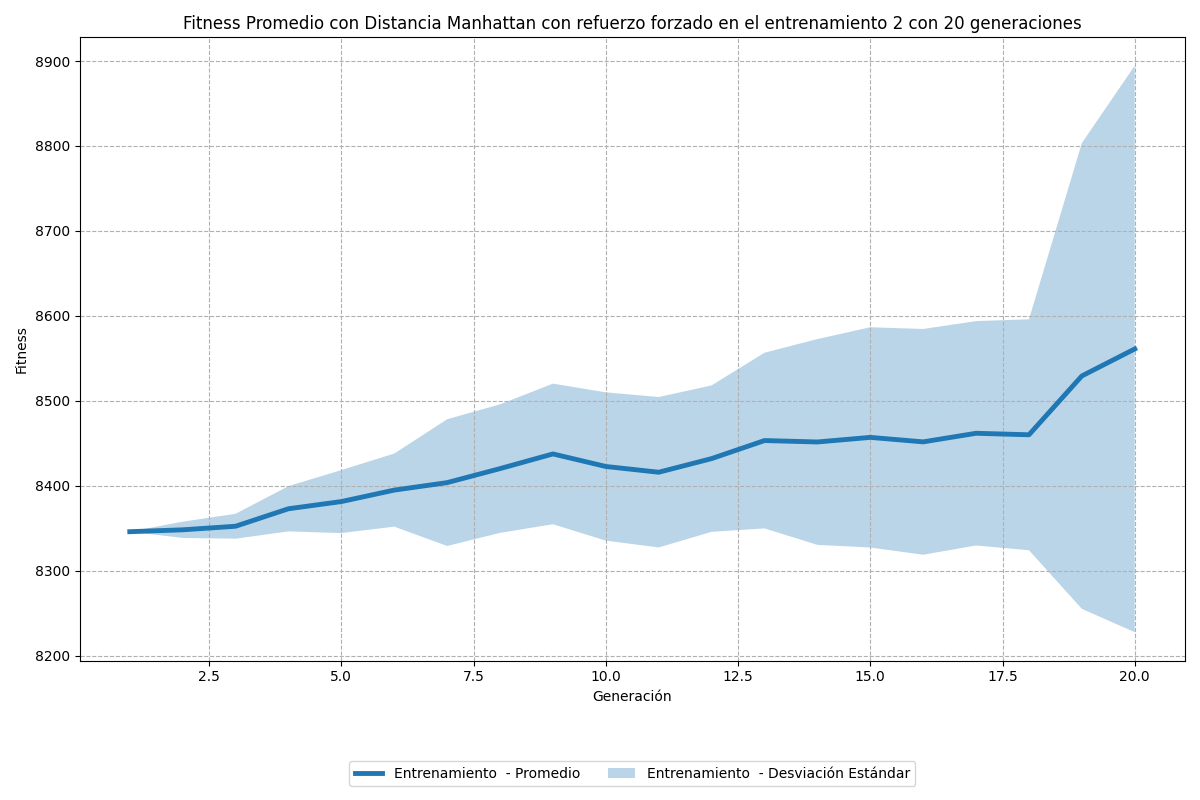 Fitness Promedio con Distancia Manhattan con refuerzo forzado en el entrenamiento 2 con 20 generaciones
8900
8800
8700
8600
8500
8400
8300
8200
Fitness
2.5 5.0 7.5 10.0 12.5 15.0 17.5 20.0
Generación
Entrenamiento - Promedio Entrenamiento - Desviación Estándar